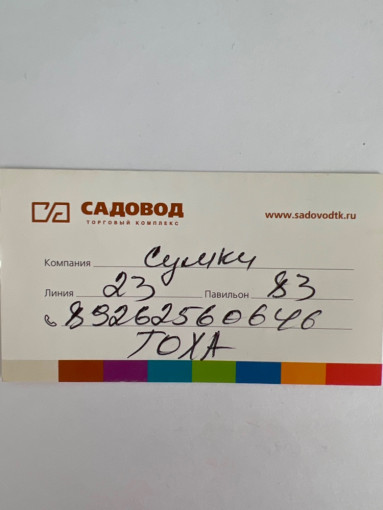 САДОВОД
ТОРГОВЫЙ КОМПЛЕКС
www.sadovodtk.ru
Компания Сумки
Линия 23 Павильон 83
89262560646
ТОХА